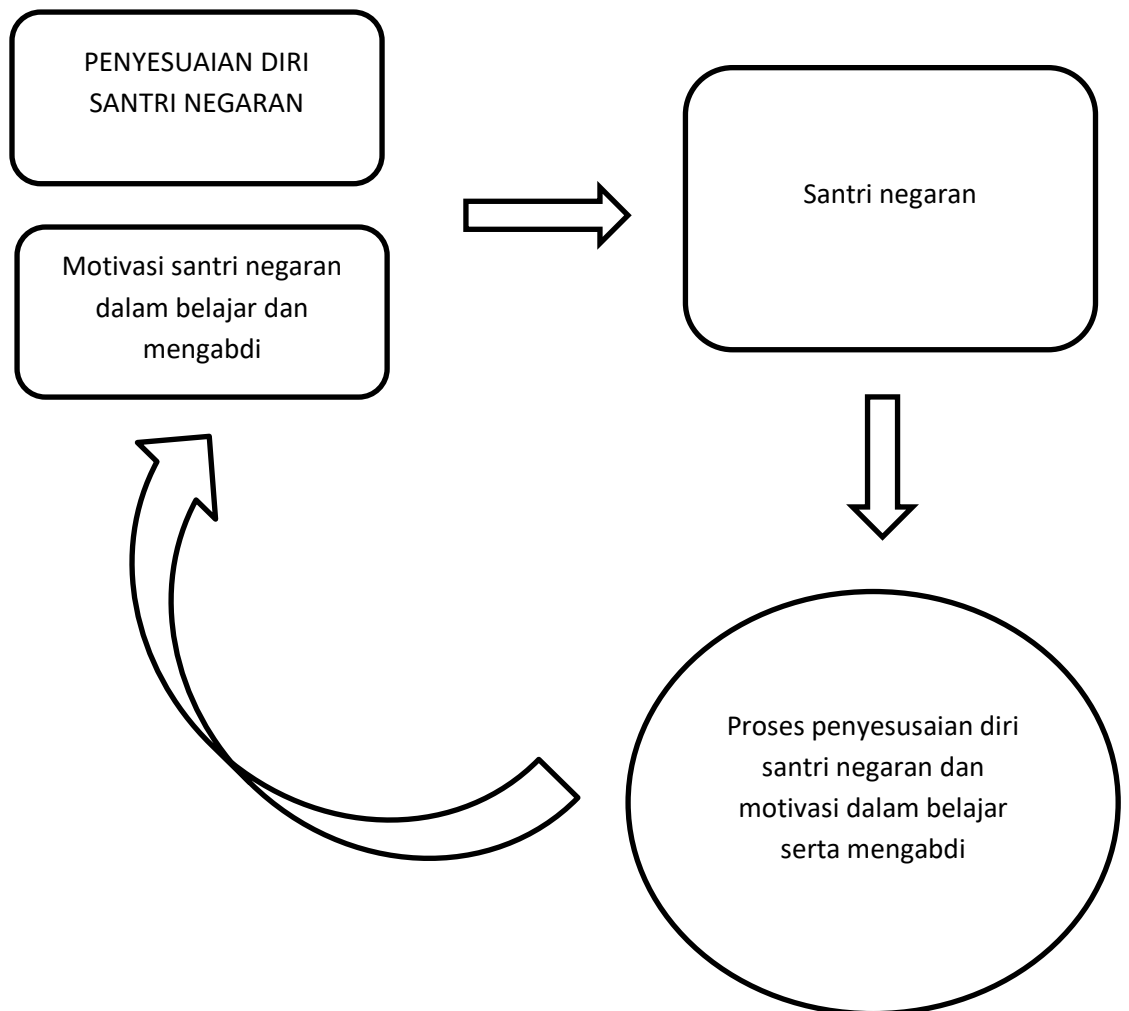 PENYESUAIAN DIRI
SANTRI NEGARAN
Motivasi santri negaran
dalam belajar dan
mengabdi
Santri negaran
Proses penyesusaian diri
santri negaran dan
motivasi dalam belajar
serta mengabdi